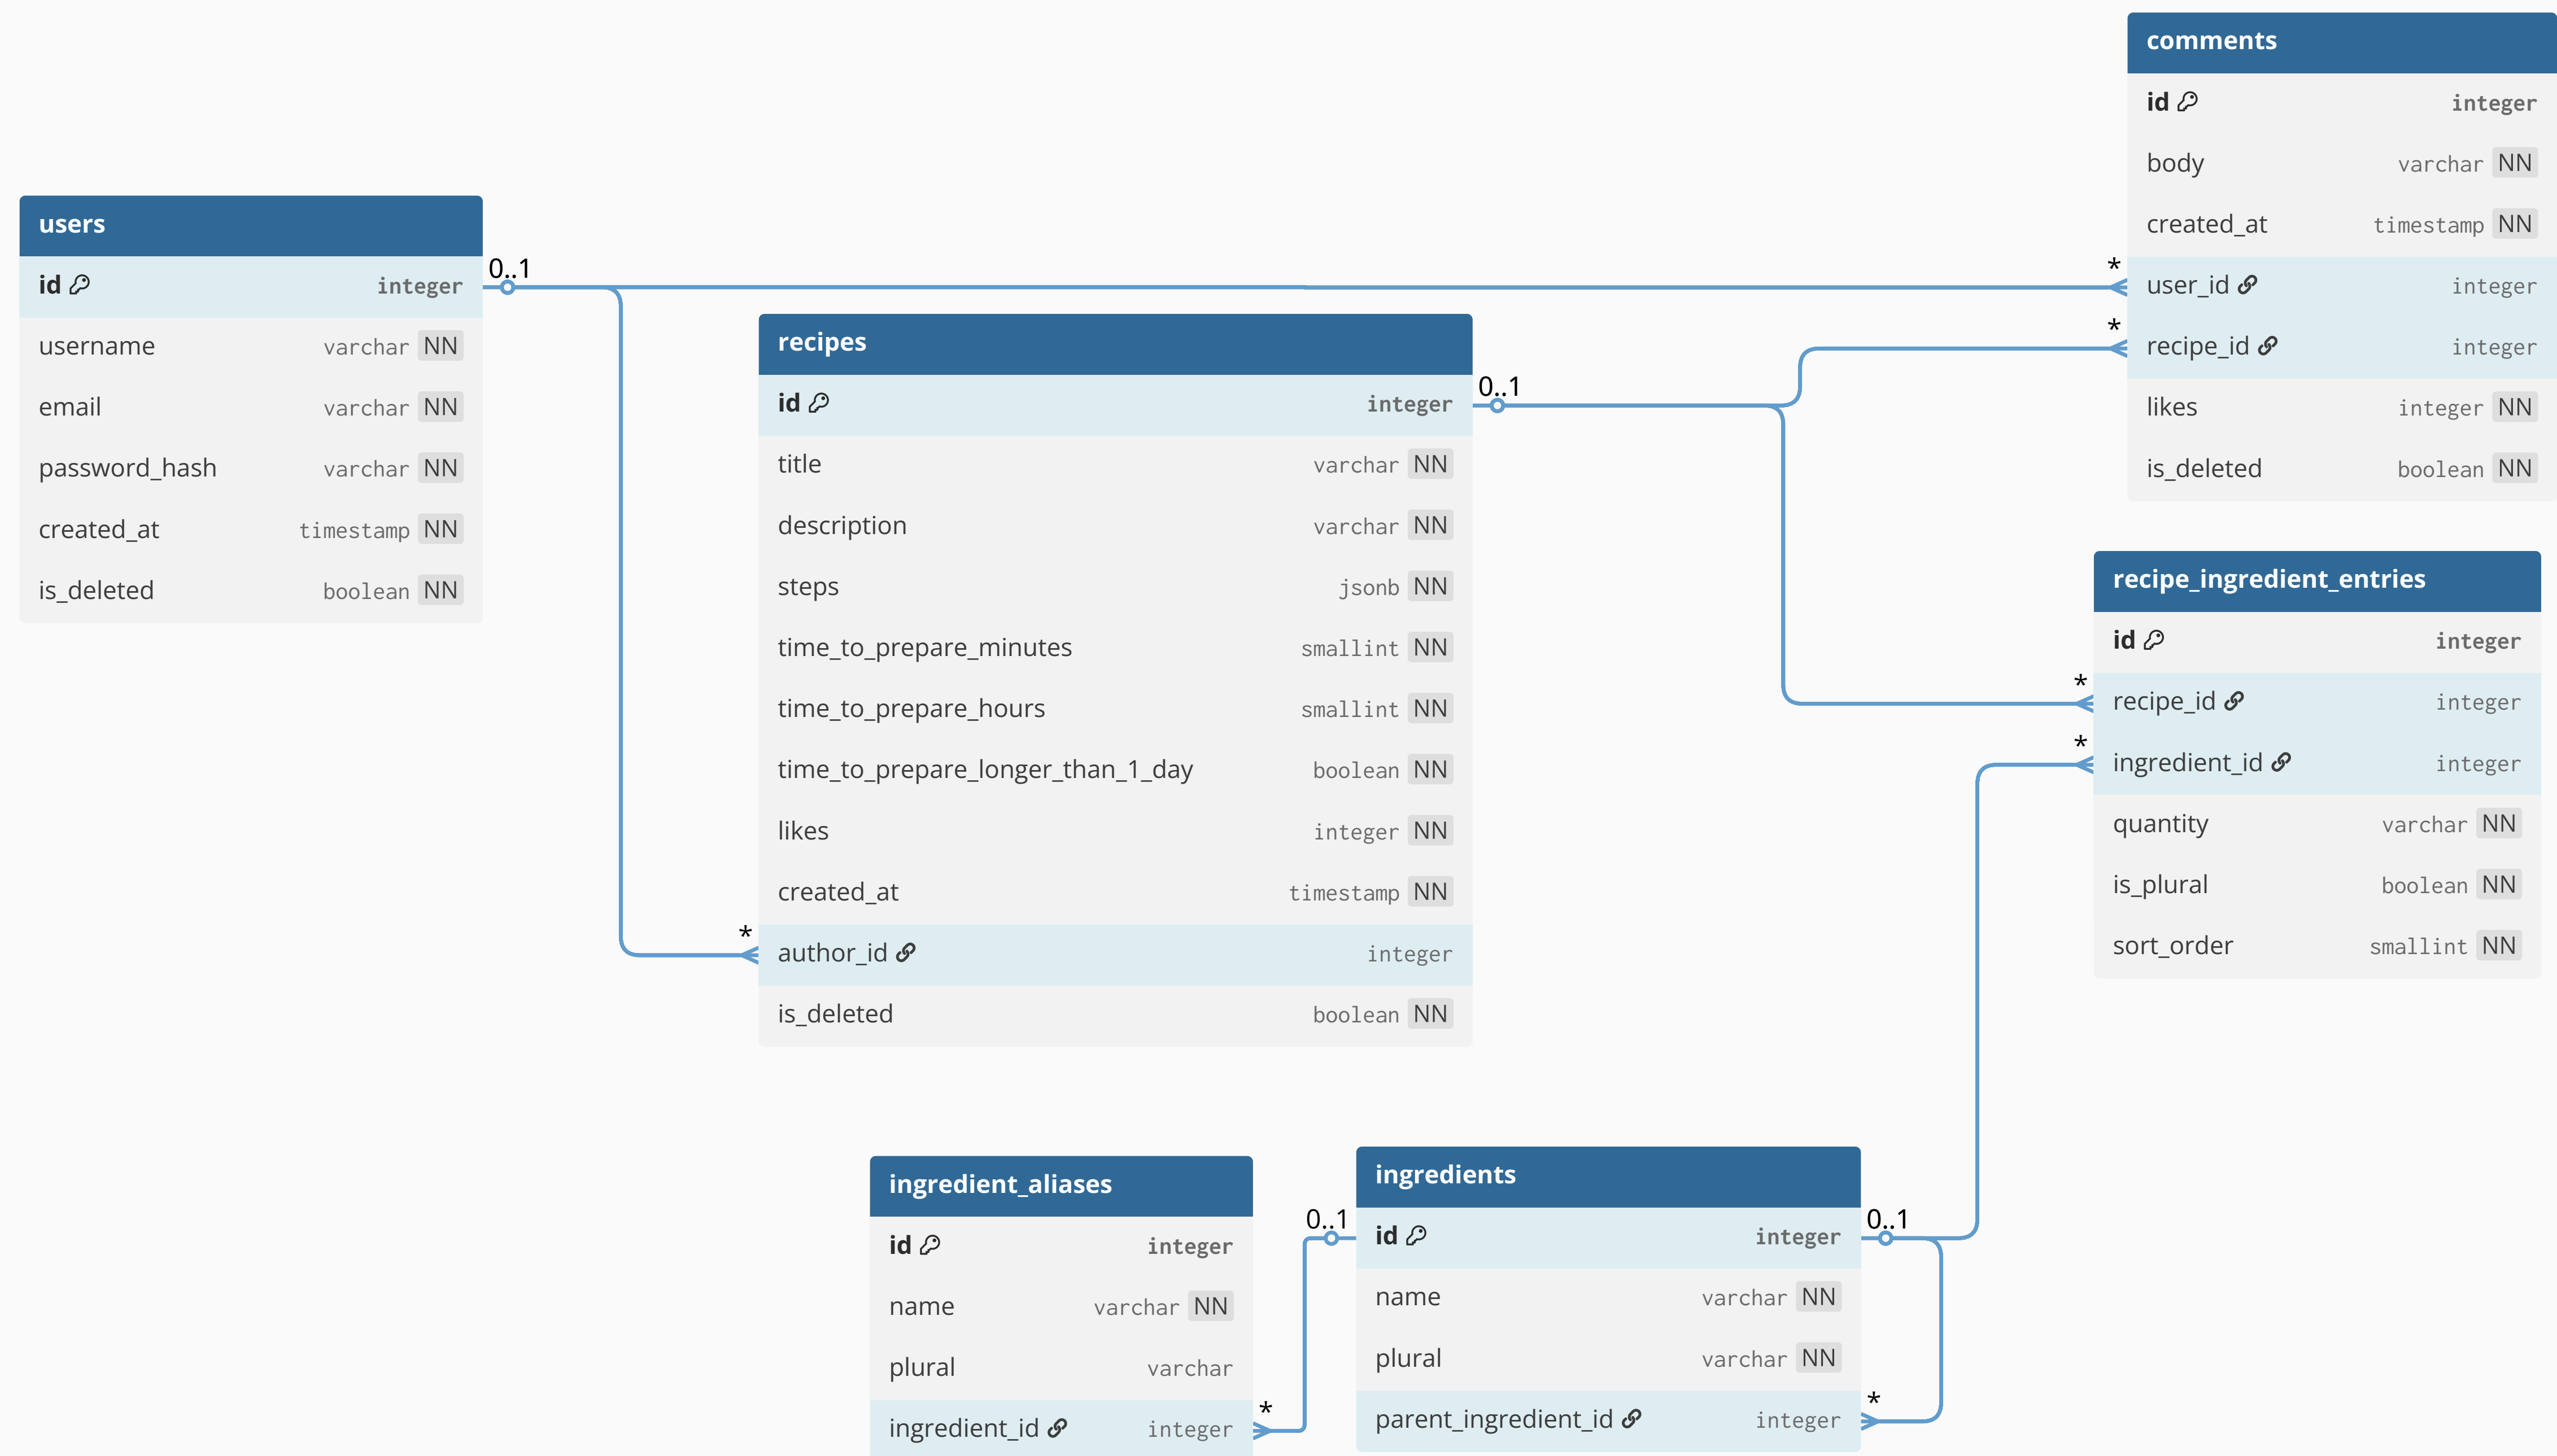 comments
id integer
body varchar NN
created_at timestamp NN
user_id integer
recipe_id integer
likes integer NN
is_deleted boolean NN
*
*
users
id integer
username varchar NN
email varchar NN
password_hash varchar NN
created_at timestamp NN
is_deleted boolean NN
0..1
recipes
id integer
title varchar NN
description varchar NN
steps jsonb NN
time_to_prepare_minutes smallint NN
time_to_prepare_hours smallint NN
time_to_prepare_longer_than_1_day boolean NN
likes integer NN
created_at timestamp NN
author_id integer
is_deleted boolean NN
0..1
*
recipe_ingredient_entries
id integer
recipe_id integer
ingredient_id integer
quantity varchar NN
is_plural boolean NN
sort_order smallint NN
*
*
ingredient_aliases
id integer
name varchar NN
plural varchar
ingredient_id integer
*
ingredients
id integer
name varchar NN
plural varchar NN
parent_ingredient_id integer
0..1
0..1
*